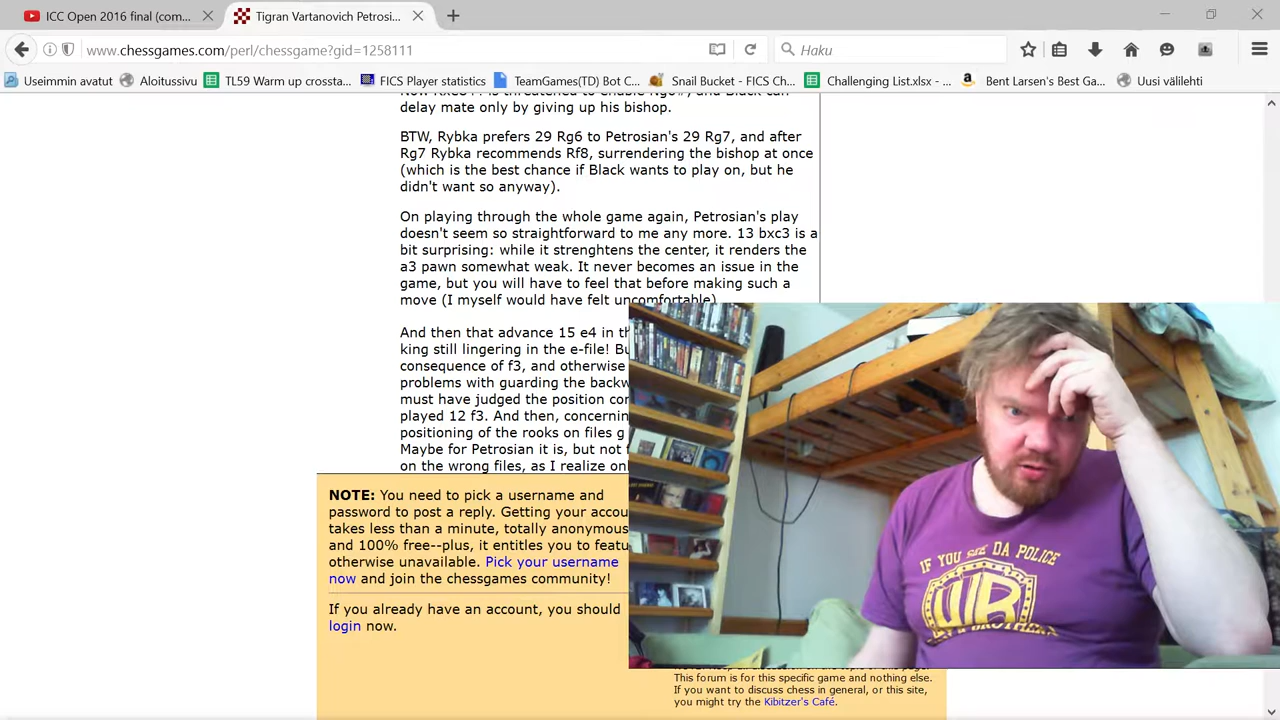 ICC Open 2016 final (com...
Tigran Vartanovich Petrosi...
www.chessgames.com/perl/chessgame?gid=1258111
Haku
Useimmin avatut
Aloitussivu
TL59 Warm up crossta...
FICS Player statistics
TeamGames(TD) Bot C...
Snail Bucket - FICS Ch...
Challenging List.xlsx - ...
Bent Larsen's Best Ga...
Uusi välilehti
delay mate only by giving up his bishop.
BTW, Rybka prefers 29 Rg6 to Petrosian's 29 Rg7, and after
Rg7 Rybka recommends Rf8, surrendering the bishop at once
(which is the best chance if Black wants to play on, but he
didn't want so anyway).
On playing through the whole game again, Petrosian's play
doesn't seem so straightforward to me any more. 13 bxc3 is a
bit surprising: while it strenghtens the center, it renders the
a3 pawn somewhat weak. It never becomes an issue in the
game, but you will have to feel that before making such a
move (I myself would have felt uncomfortable)
And then that advance 15 e4 in th
king still lingering in the e-file! Bu
consequence of f3, and otherwise
problems with guarding the backw
must have judged the position cor
played 12 f3. And then, concernin
positioning of the rooks on files g
Maybe for Petrosian it is, but not f
on the wrong files, as I realize onl
NOTE: You need to pick a username and
password to post a reply. Getting your accou
takes less than a minute, totally anonymous
and 100% free--plus, it entitles you to featu
otherwise unavailable. Pick your username
now and join the chessgames community!
If you already have an account, you should
login now.
IF YOU SEE DA POLICE
This forum is for this specific game and nothing else.
If you want to discuss chess in general, or this site,
you might try the Kibitzer's Café.